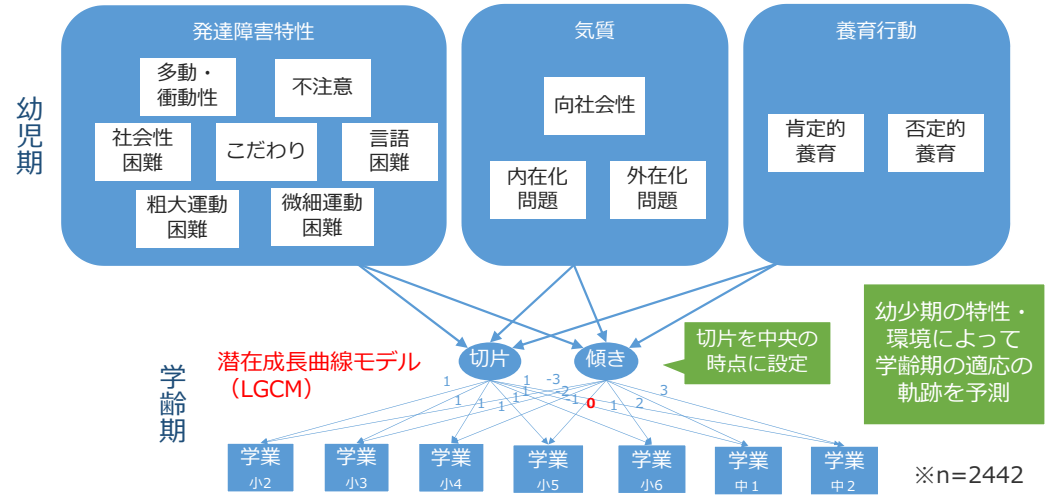 幼児期
発達障害特性
多動・
衝動性
不注意
社会性
困難
こだわり
言語
困難
粗大運動
困難
微細運動
困難
気質
向社会性
内在化
問題
外在化
問題
養育行動
肯定的
養育
否定的
養育
学齢期
潜在成長曲線モデル
（LGCM）
切片
傾き
切片を中央の
時点に設定
幼少期の特性・
環境によって
学齢期の適応の
軌跡を予測
1
1
1
1
1
1
1
-3
-2
-1
0
1
2
3
学業
小2
学業
小3
学業
小4
学業
小5
学業
小6
学業
中1
学業
中2
※n=2442